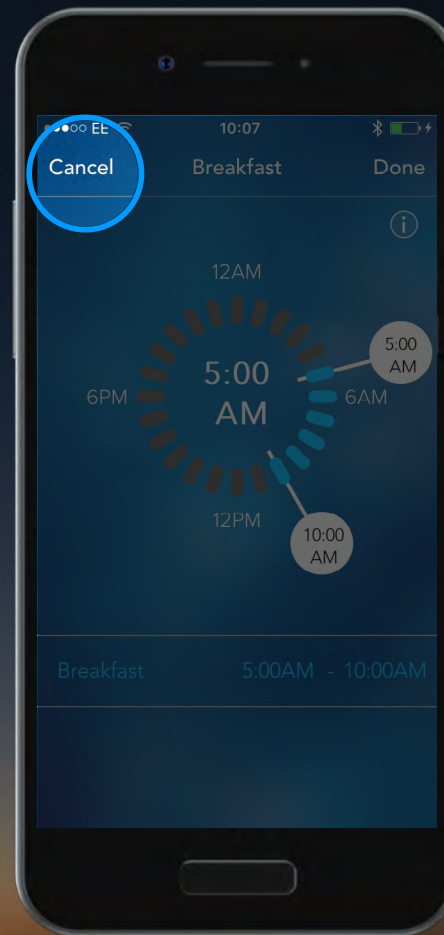 EE 10:07
Cancel Breakfast Done
12AM
5:00
AM
5:00
AM
6PM
6AM
12PM
10:00
AM
Breakfast 5:00AM - 10:00AM